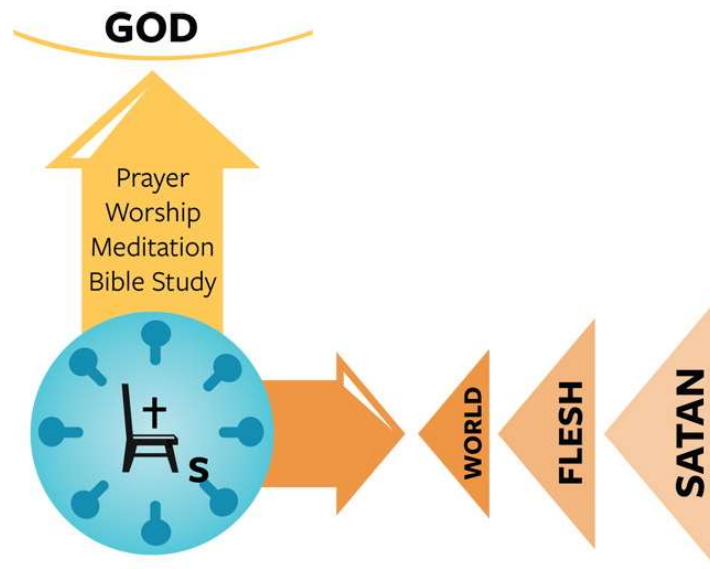 GOD
Prayer
Worship
Meditation
Bible Study
S
WORLD
FLESH
SATAN